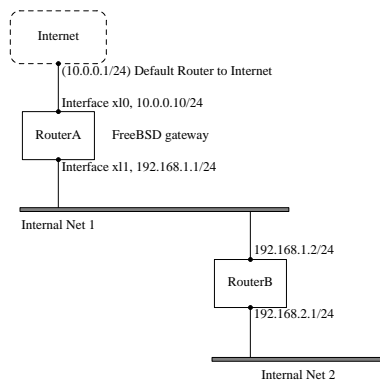 Internet
(10.0.0.1/24) Default Router to Internet
Interface xl0, 10.0.0.10/24
RouterA
FreeBSD gateway
Interface xl1, 192.168.1.1/24
Internal Net 1
192.168.1.2/24
RouterB
192.168.2.1/24
Internal Net 2